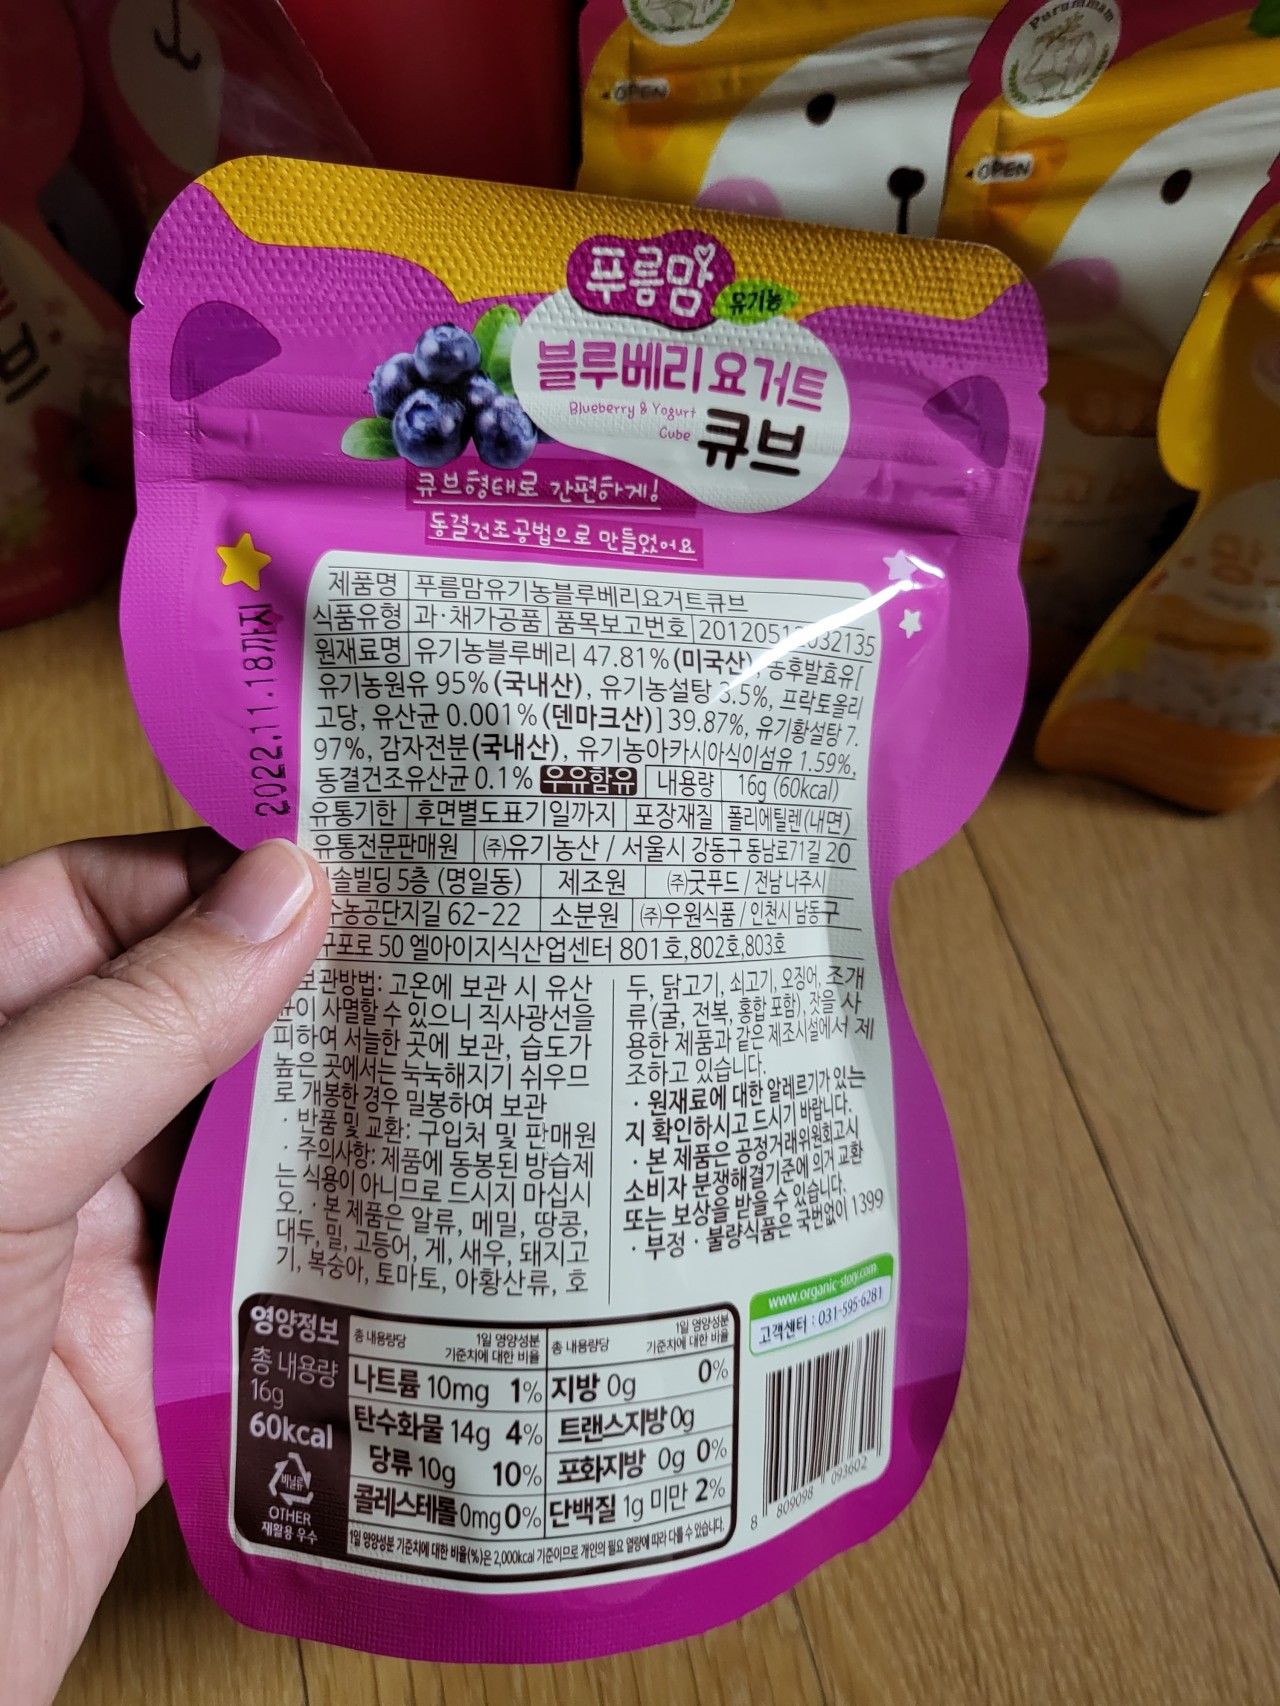 Purummam
OPEN
OPEN
푸름맘
유기농
블루베리요거트
Blueberry & Yogurt
Cube
큐브
큐브형태로 간편하게!
동결건조공법으로 만들었어요
2022.11.18까지
제품명 푸름맘유기농블루베리요거트큐브
식품유형 과·채가공품 품목보고번호
원재료명 유기농블루베리 47.81% (미국산), 농후발효유[
유기농원유 95% (국내산), 유기농설탕 3.5%, 프락토올리
고당, 유산균 0.001% (덴마크산)] 39.87%, 유기황설탕 7.
97%, 감자전분(국내산), 유기농아카시아식이섬유 1.59%,
동결건조유산균 0.1% 우유함유 내용량 16g (60kcal)
유통기한 후면별도표기일까지 포장재질 폴리에틸렌(내면)
유통전문판매원 (주)유기농산 / 서울시 강동구 동남로71길 20
솔빌딩 5층 (명일동) 제조원 (주)굿푸드 / 전남 나주시
농공단지길 62-22 소분원 (주)우원식품 / 인천시 남동구
구포로 50 엘아이지식산업센터 801호,802호,803호
보관방법: 고온에 보관 시 유산
균이 사멸할 수 있으니 직사광선을
피하여 서늘한 곳에 보관, 습도가
높은 곳에서는 눅눅해지기 쉬우므
로 개봉한 경우 밀봉하여 보관
· 반품 및 교환: 구입처 및 판매원
· 주의사항: 제품에 동봉된 방습제
는 식용이 아니므로 드시지 마십시
오. · 본 제품은 알류, 메밀, 땅콩,
대두, 밀, 고등어, 게, 새우, 돼지고
기, 복숭아, 토마토, 아황산류, 호
두, 닭고기, 쇠고기, 오징어, 조개
류(굴, 전복, 홍합 포함), 잣을 사
용한 제품과 같은 제조시설에서 제
조하고 있습니다.
· 원재료에 대한 알레르기가 있는
지 확인하시고 드시기 바랍니다.
· 본 제품은 공정거래위원회고시
소비자 분쟁해결기준에 의거 교환
또는 보상을 받을 수 있습니다.
· 부정 · 불량식품은 국번없이 1399
www.organic-story.com
고객센터 : 031-595-6281
영양정보
총 내용량
16g
60kcal
비닐류
OTHER
재활용 우수
총 내용량당 1일 영양성분 기준치에 대한 비율
나트륨 10mg 1%
탄수화물 14g 4%
당류 10g 10%
콜레스테롤 0mg 0%
총 내용량당 1일 영양성분 기준치에 대한 비율
지방 0g 0%
트랜스지방 0g
포화지방 0g 0%
단백질 1g 미만 2%
1일 영양성분 기준치에 대한 비율(%)은 2,000kcal 기준이므로 개인의 필요 열량에 따라 다를 수 있습니다.
8 809098 093602